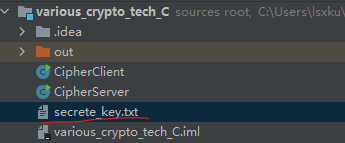 various_crypto_tech_C sources root, C:\Users\lsxku
.idea
out
CipherClient
CipherServer
secrete_key.txt
various_crypto_tech_C.iml